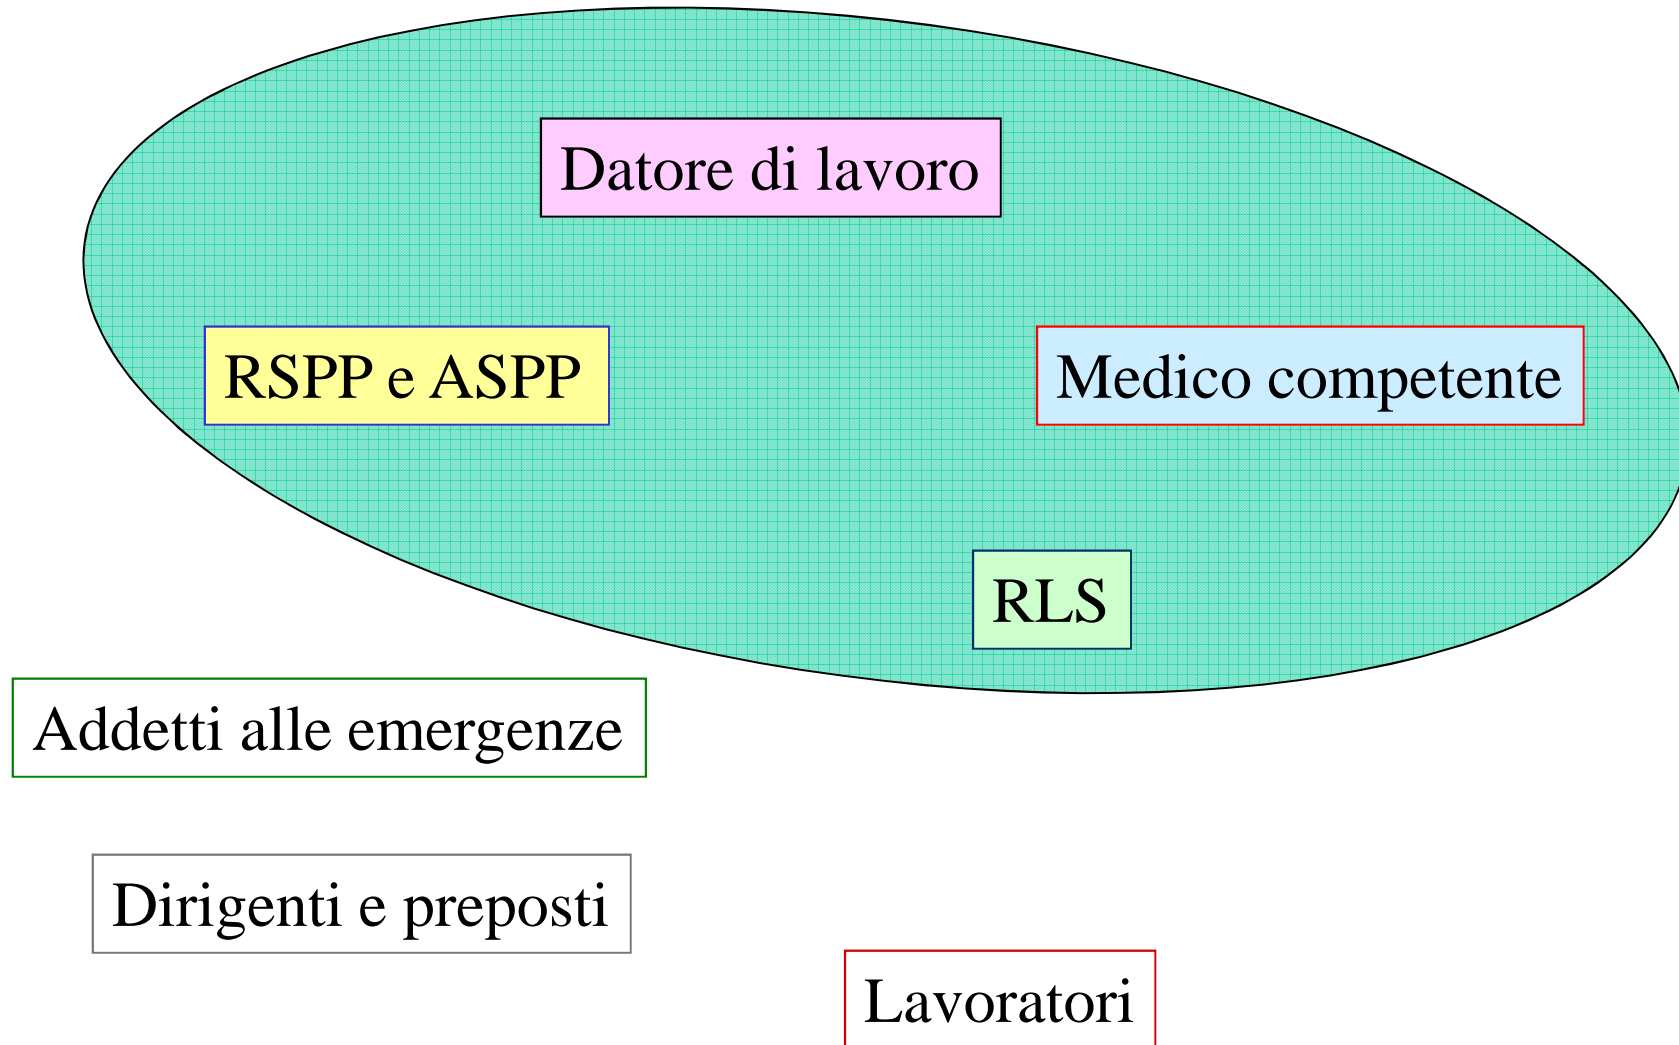 Datore di lavoro
RSPP e ASPP
Medico competente
RLS
Addetti alle emergenze
Dirigenti e preposti
Lavoratori